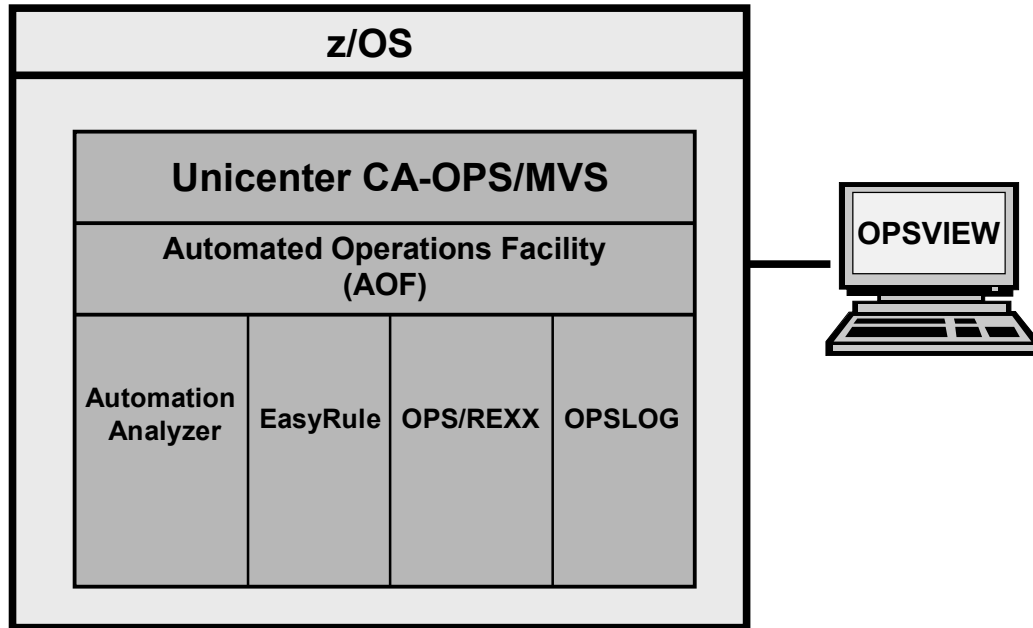 z/OS
Unicenter CA-OPS/MVS
Automated Operations Facility
(AOF)
Automation
Analyzer
EasyRule
OPS/REXX
OPSLOG
OPSVIEW